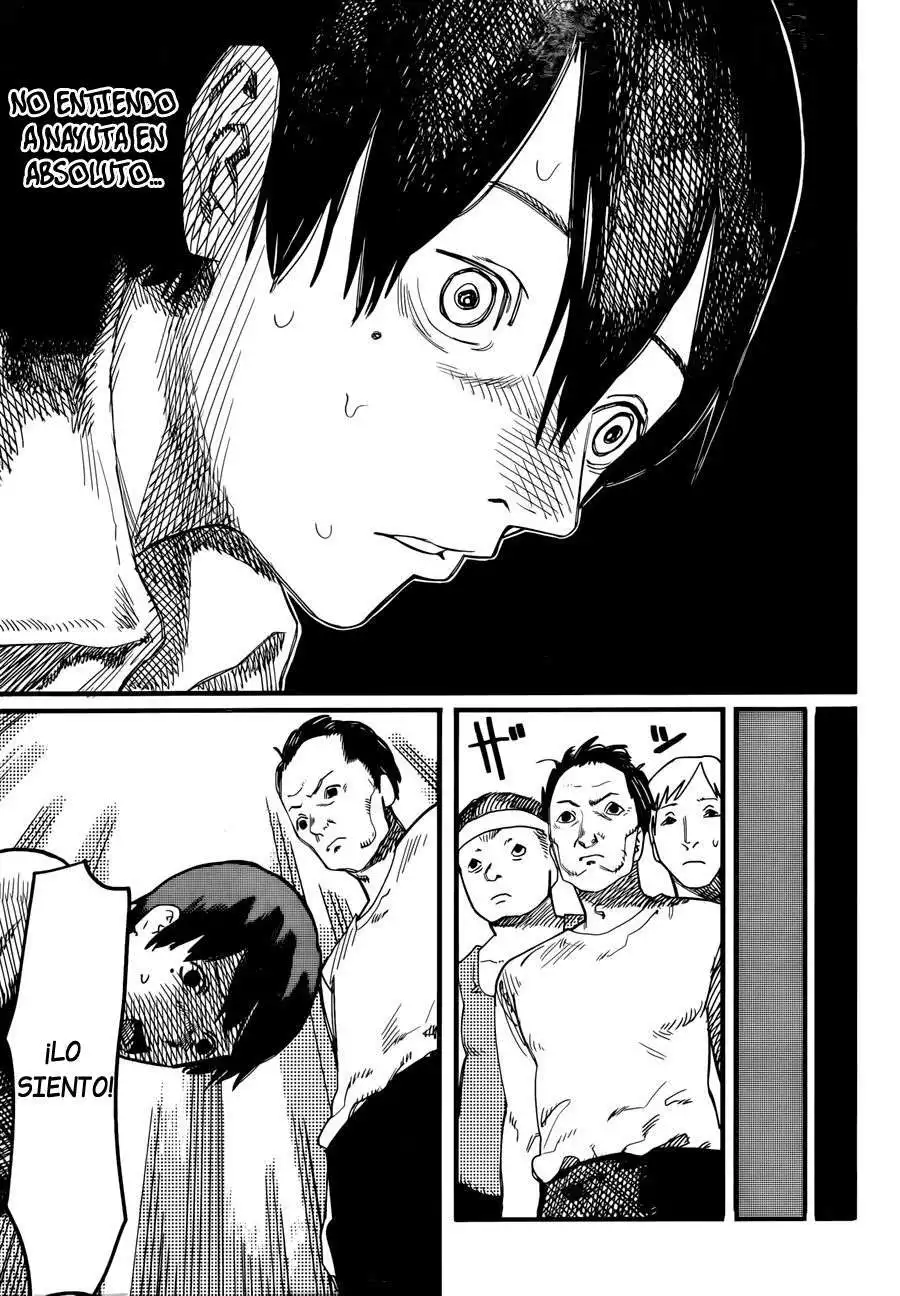 NO ENTIENDO
A NAYUTA EN
ABSOLUTO...
ザッ
¡LO
SIENTO!